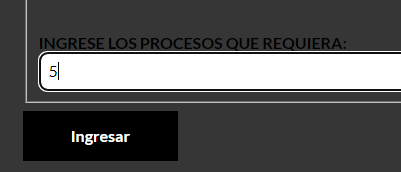 INGRESE LOS PROCESOS QUE REQUIERA:
5
Ingresar